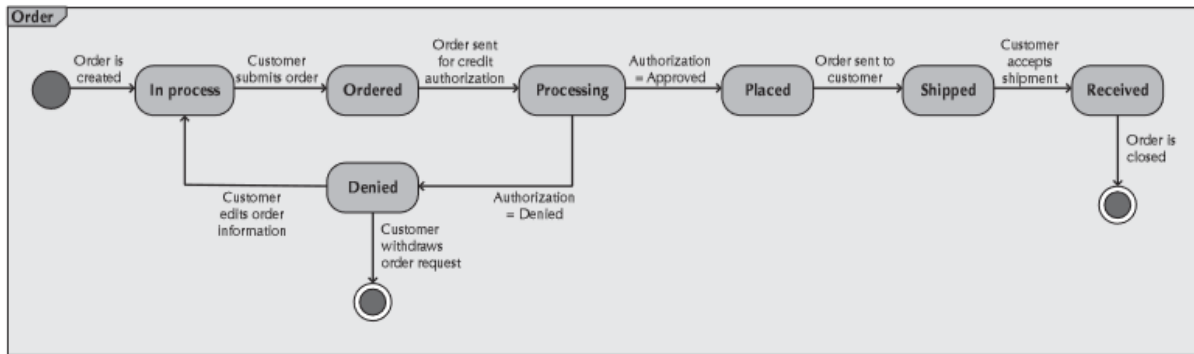 Order
Order is
created
In process
Customer
submits order
Ordered
Order sent
for credit
authorization
Processing
Authorization
= Approved
Placed
Order sent to
customer
Shipped
Customer
accepts
shipment
Received
Order is
closed
Authorization
= Denied
Denied
Customer
edits order
information
Customer
withdraws
order request